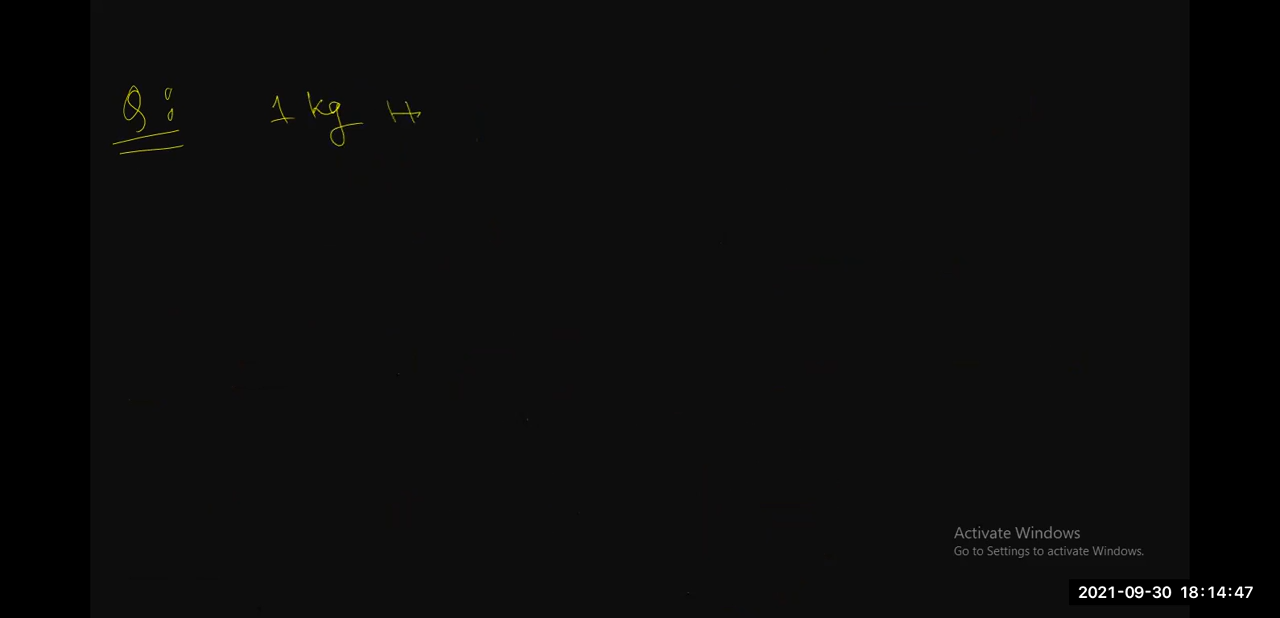 Q: 1 kg H
Activate Windows
Go to Settings to activate Windows.
2021-09-30 18:14:47